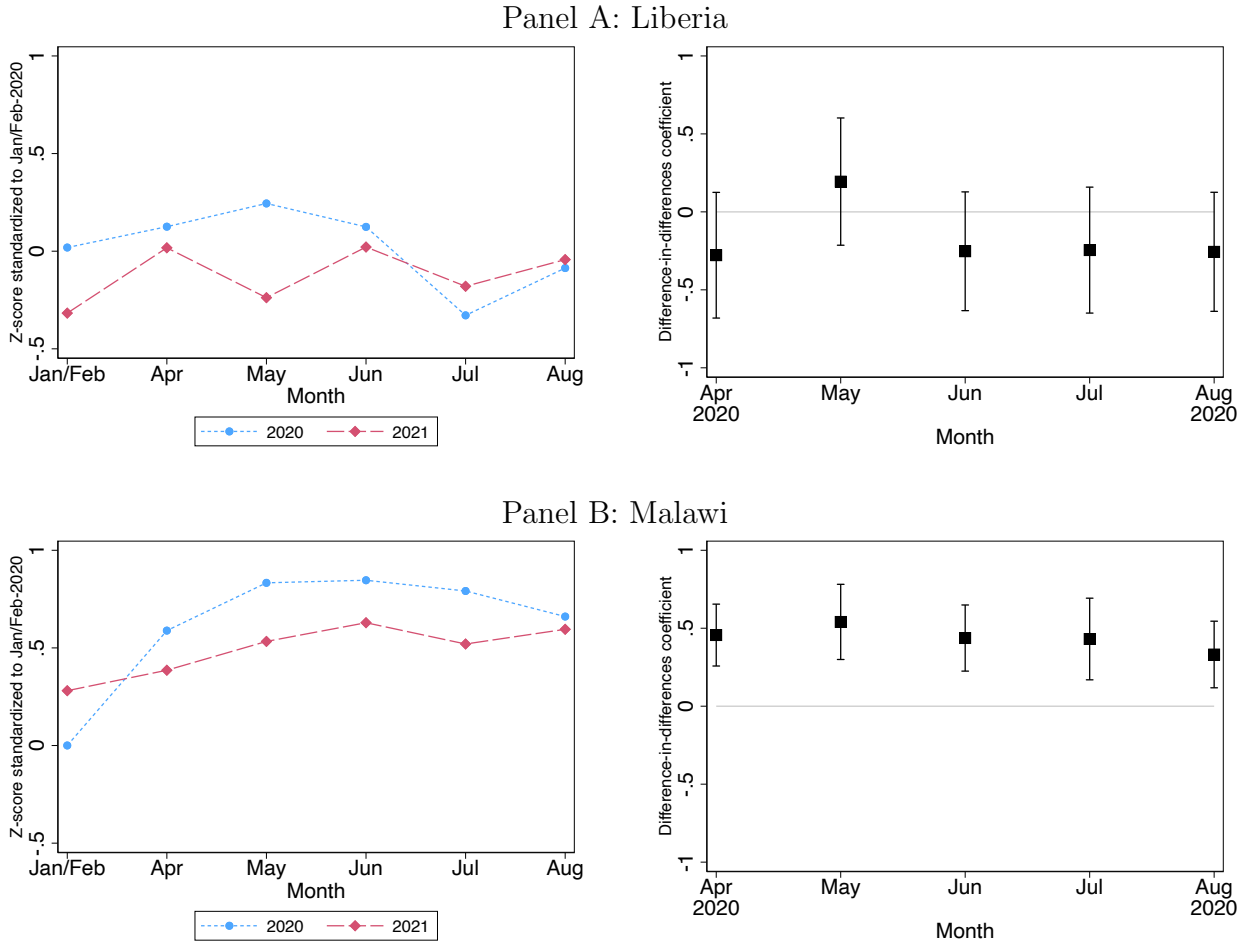 Panel A: Liberia
Z-score standardized to Jan/Feb-2020
1
.5
0
-.5
Jan/Feb Apr May Jun Jul Aug
Month
2020 2021
Difference-in-differences coefficient
1
.5
0
-.5
-1
Apr May Jun Jul Aug
2020 2020
Month
Panel B: Malawi
Z-score standardized to Jan/Feb-2020
1
.5
0
-.5
Jan/Feb Apr May Jun Jul Aug
Month
2020 2021
Difference-in-differences coefficient
1
.5
0
-.5
-1
Apr May Jun Jul Aug
2020 2020
Month